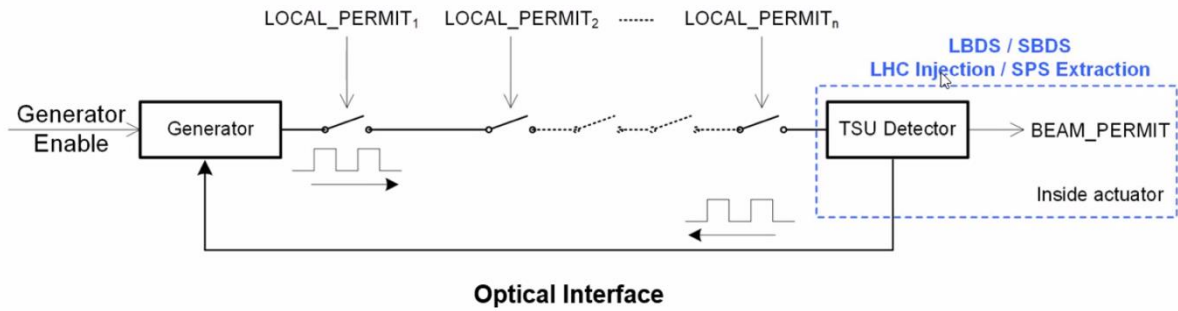 LOCAL_PERMIT1 LOCAL_PERMIT2 LOCAL_PERMITn
LBDS / SBDS
LHC Injection / SPS Extraction
Generator
Enable
Generator
TSU Detector
BEAM_PERMIT
Inside actuator
Optical Interface